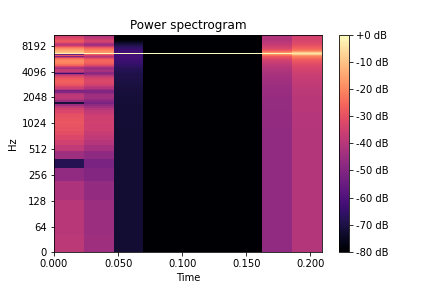 Power spectrogram
8192
4096
2048
1024
512
256
128
64
0
Hz
0.000 0.050 0.100 0.150 0.200
Time
+0 dB
-10 dB
-20 dB
-30 dB
-40 dB
-50 dB
-60 dB
-70 dB
-80 dB